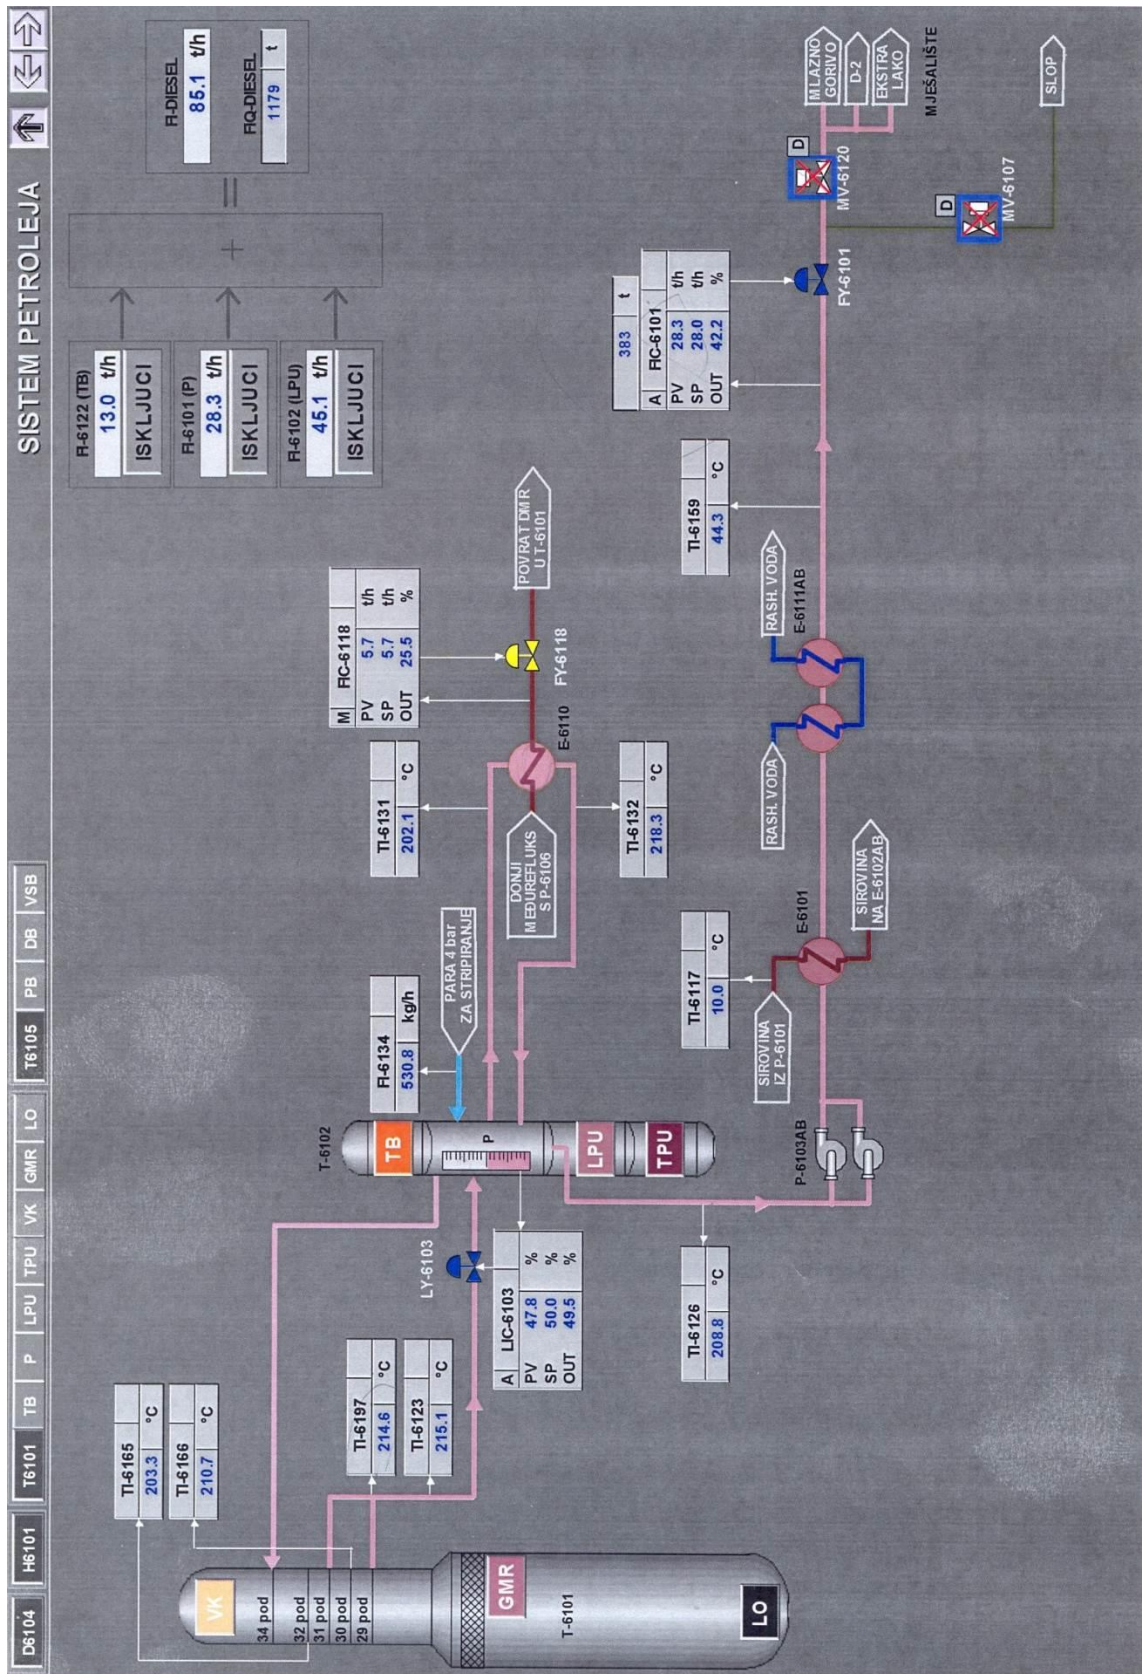 D6104
H6101
T6101
TB
P
LPU
TPU
VK
GMR
LO
T6105
PB
DB
VSB
SISTEM PETROLEJA
FI-6122 (TB)
13.0 t/h
ISKLJUCI
FI-6101 (P)
28.3 t/h
ISKLJUCI
FI-6102 (LPU)
45.1 t/h
ISKLJUCI
+
=
FI-DIESEL
85.1 t/h
FIQ-DIESEL
1179 t
TI-6165
203.3 °C
TI-6166
210.7 °C
VK
34 pod
32 pod
31 pod
30 pod
29 pod
GMR
T-6101
LO
TI-6197
214.6 °C
TI-6123
215.1 °C
LY-6103
A LIC-6103
PV 47.8 %
SP 50.0 %
OUT 49.5 %
T-6102
TB
P
LPU
TPU
FI-6134
530.8 kg/h
PARA 4 bar
ZA STRIPIRANJE
TI-6131
202.1 °C
M FIC-6118
PV 5.7 t/h
SP 5.7 t/h
OUT 25.5 %
DONJI
MEĐUREFLUKS
S P-6106
E-6110
FY-6118
POVRAT DMR
U T-6101
TI-6132
218.3 °C
TI-6126
208.8 °C
P-6103AB
TI-6117
10.0 °C
SIROVINA
IZ P-6101
E-6101
SIROVINA
NA E-6102AB
RASH. VODA
RASH. VODA
E-6111AB
TI-6159
44.3 °C
383 t
A FIC-6101
PV 28.3 t/h
SP 28.0 t/h
OUT 42.2 %
FY-6101
D
MV-6120
D
MV-6107
MLAZNO
GORIVO
D-2
EKSTRA
LAKO
MJEŠALIŠTE
SLOP